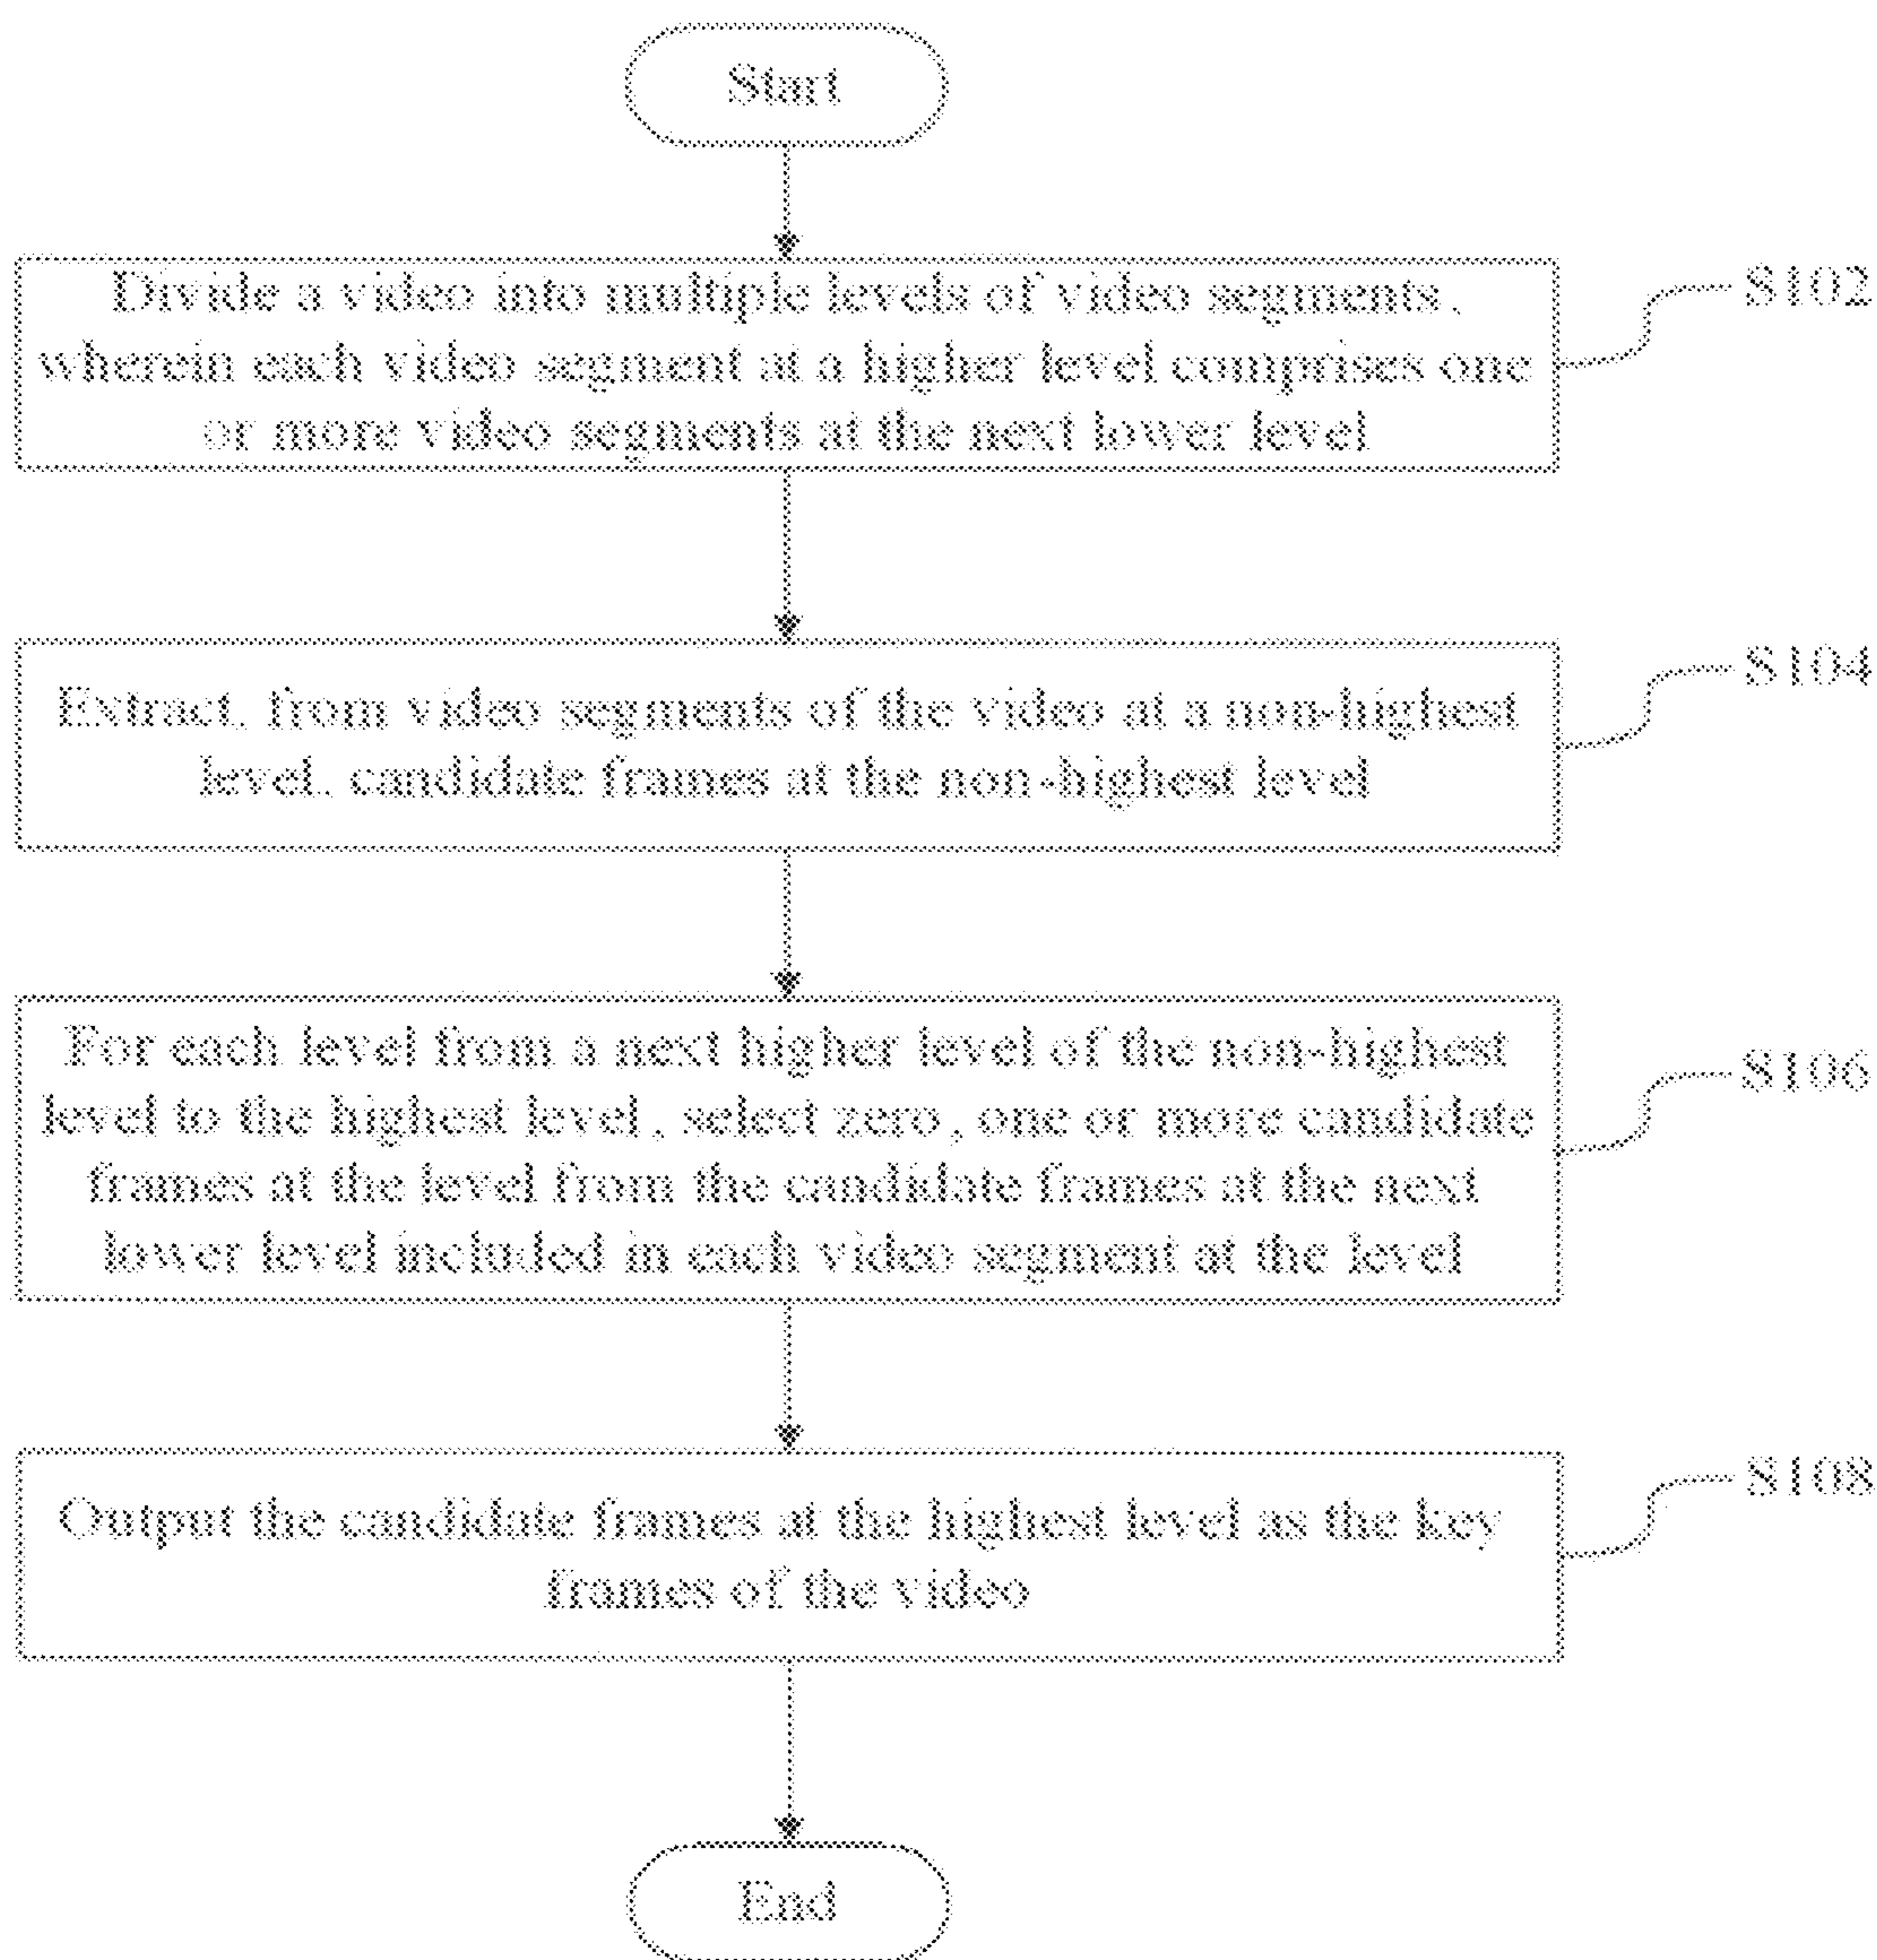 Start
Divide a video into multiple levels of video segments,
wherein each video segment at a higher level comprises one
or more video segments at the next lower level
S102
Extract, from video segments of the video at a non-highest
level, candidate frames at the non-highest level
S104
For each level from a next higher level of the non-highest
level to the highest level, select zero, one or more candidate
frames at the level from the candidate frames at the next
lower level included in each video segment at the level
S106
Output the candidate frames at the highest level as the key
frames of the video
S108
End